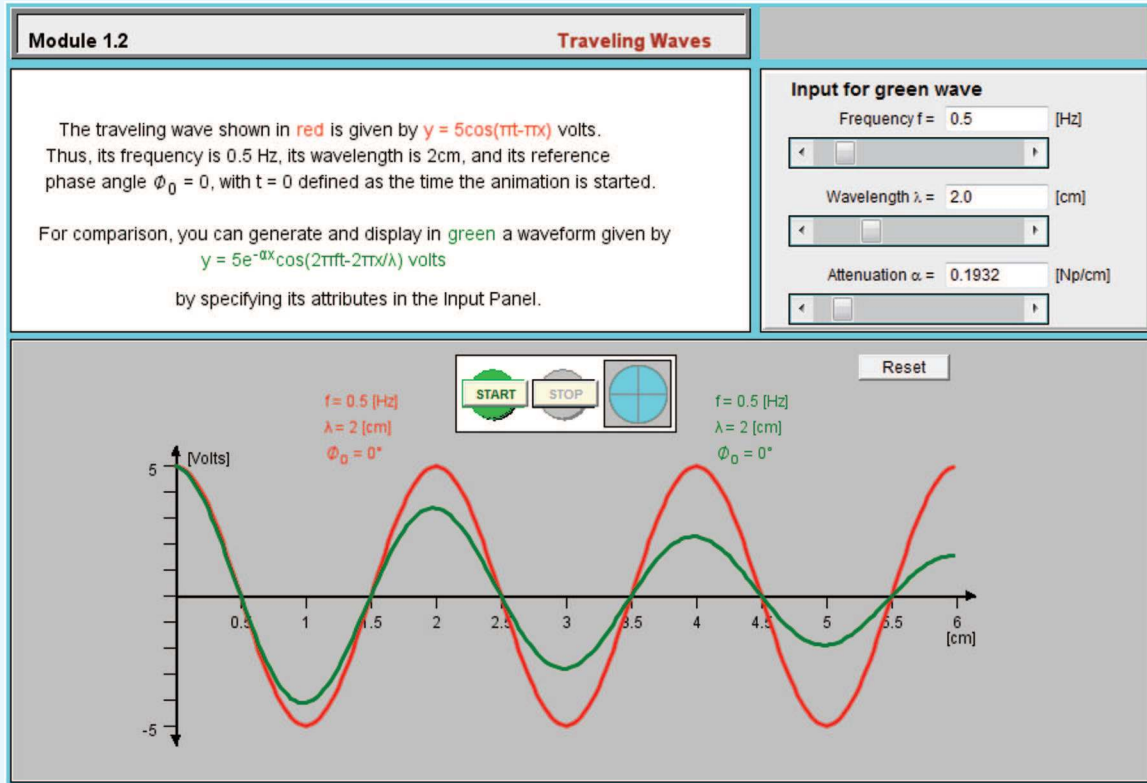 Module 1.2
Traveling Waves
The traveling wave shown in red is given by y = 5cos(πt-πx) volts.
Thus, its frequency is 0.5 Hz, its wavelength is 2cm, and its reference
phase angle Φ₀ = 0, with t = 0 defined as the time the animation is started.
For comparison, you can generate and display in green a waveform given by
y = 5e^-αx cos(2πft-2πx/λ) volts
by specifying its attributes in the Input Panel.
Input for green wave
Frequency f = 0.5 [Hz]
Wavelength λ = 2.0 [cm]
Attenuation α = 0.1932 [Np/cm]
START STOP
Reset
f = 0.5 [Hz]
λ = 2 [cm]
Φ₀ = 0°
f = 0.5 [Hz]
λ = 2 [cm]
Φ₀ = 0°
[Volts]
5
0.5 1 1.5 2 2.5 3 3.5 4 4.5 5 5.5 6
[cm]
-5